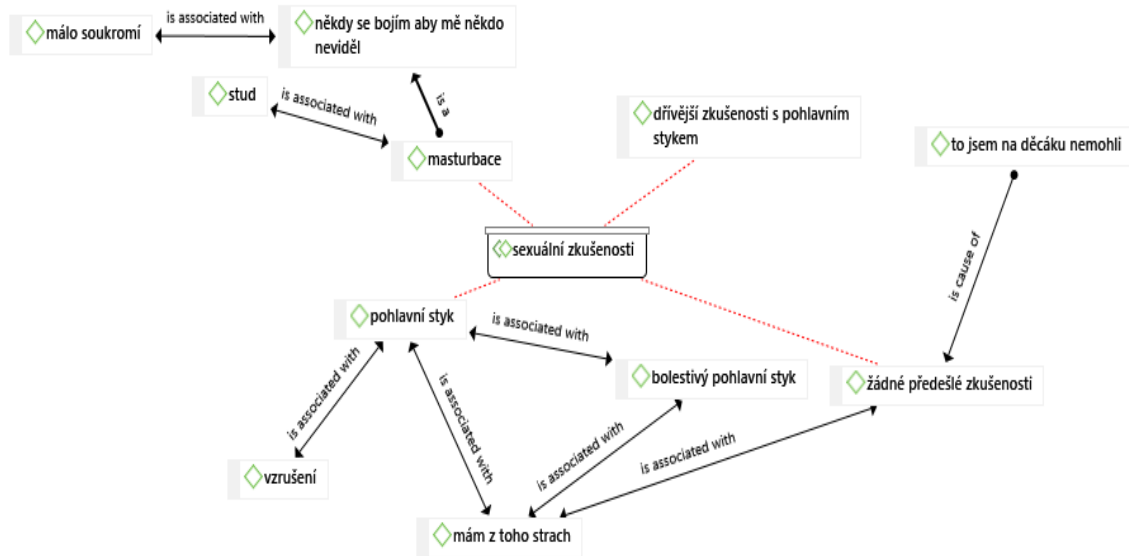 málo soukromí
is associated with
někdy se bojím aby mě někdo
neviděl
stud
is associated with
is a
masturbace
dřívější zkušenosti s pohlavním
stykem
to jsem na děcáku nemohli
sexuální zkušenosti
is cause of
pohlavní styk
is associated with
bolestivý pohlavní styk
žádné předešlé zkušenosti
is associated with
is associated with
is associated with
is associated with
vzrušení
mám z toho strach